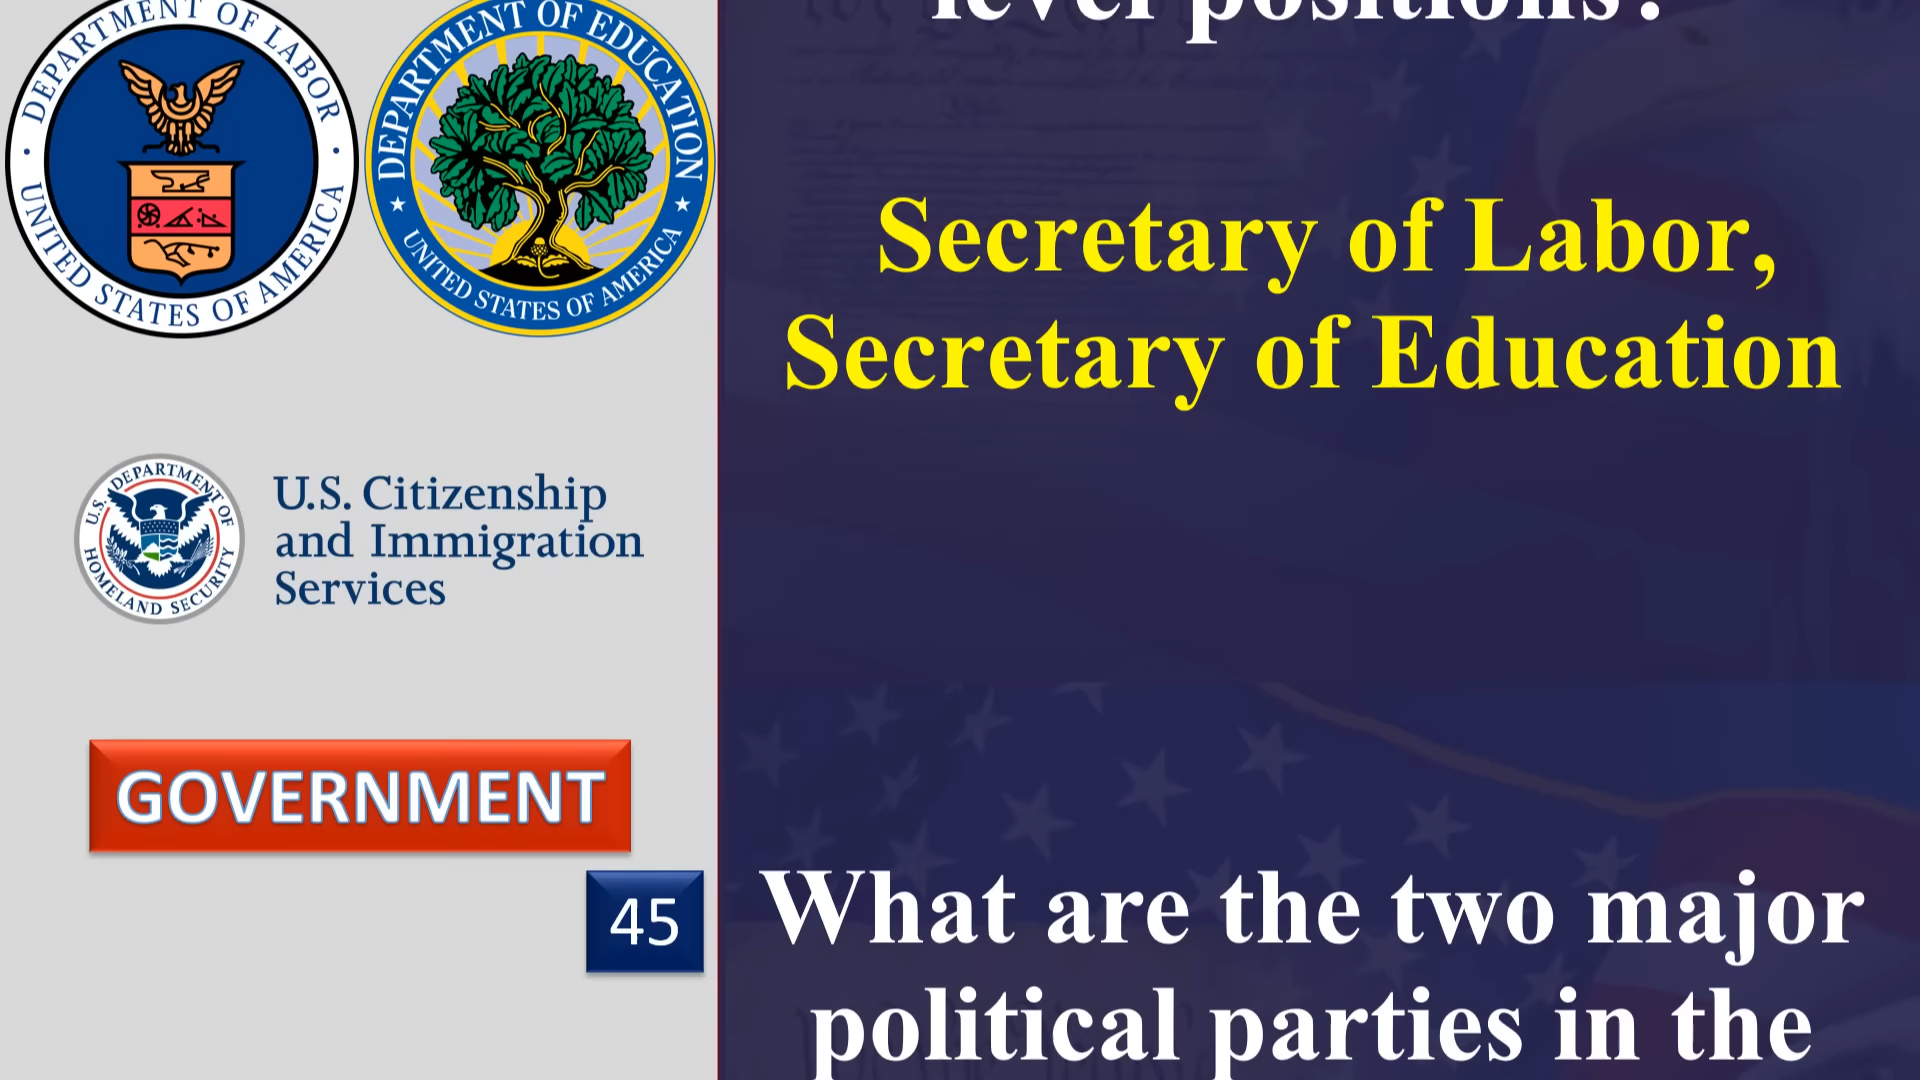 DEPARTMENT OF LABOR
UNITED STATES OF AMERICA
DEPARTMENT OF EDUCATION
UNITED STATES OF AMERICA
level positions?
Secretary of Labor,
Secretary of Education
U.S. DEPARTMENT OF
HOMELAND SECURITY
U.S. Citizenship
and Immigration
Services
GOVERNMENT
45
What are the two major
political parties in the